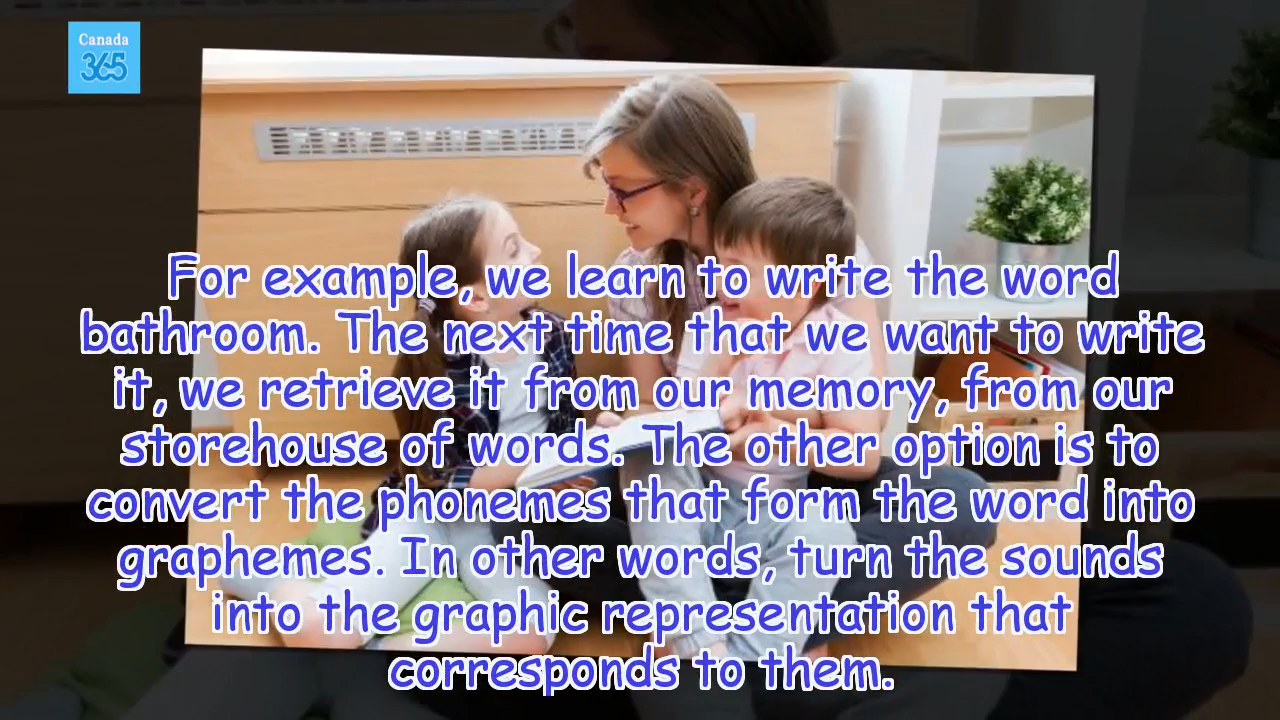 Canada
365
For example, we learn to write the word
bathroom. The next time that we want to write
it, we retrieve it from our memory, from our
storehouse of words. The other option is to
convert the phonemes that form the word into
graphemes. In other words, turn the sounds
into the graphic representation that
corresponds to them.